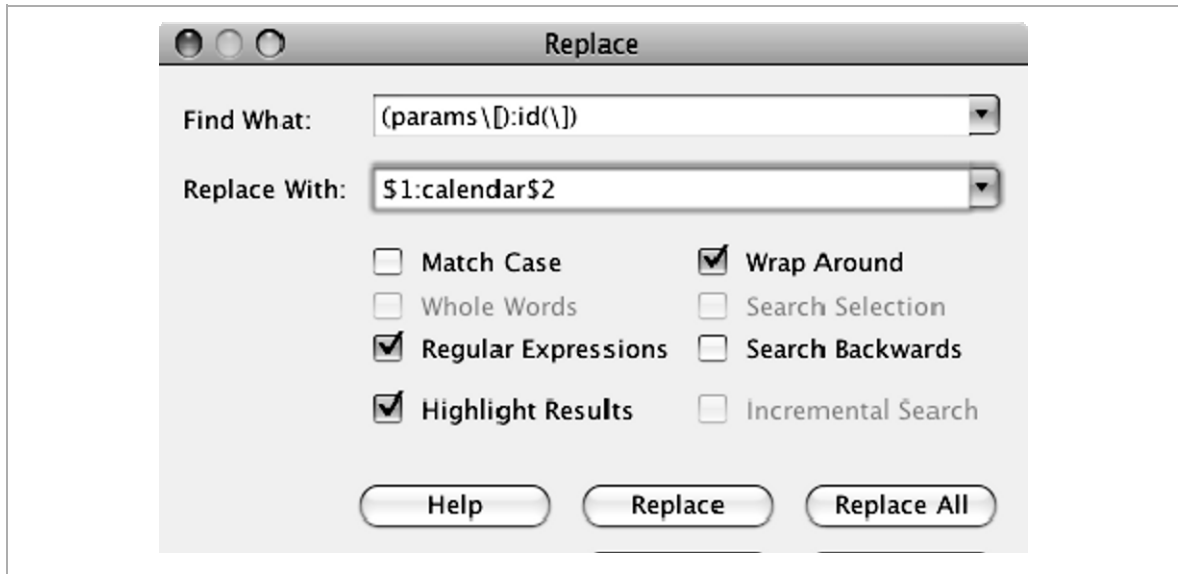 Replace
Find What: (params\[):id(\])
Replace With: $1:calendar$2
Match Case Wrap Around
Whole Words Search Selection
Regular Expressions Search Backwards
Highlight Results Incremental Search
Help Replace Replace All